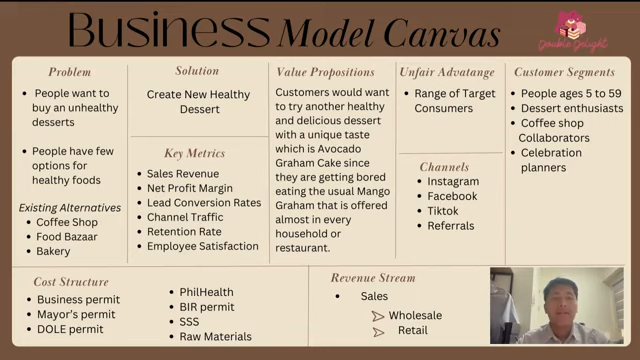 Business Model Canvas
Double Delight
Problem
• People want to
buy an unhealthy
desserts
• People have few
options for
healthy foods
Existing Alternatives
• Coffee Shop
• Food Bazaar
• Bakery
Solution
Create New Healthy
Dessert
Key Metrics
• Sales Revenue
• Net Profit Margin
• Lead Conversion Rates
• Channel Traffic
• Retention Rate
• Employee Satisfaction
Value Propositions
Customers would want
to try another healthy
and delicious dessert
with a unique taste
which is Avocado
Graham Cake since
they are getting bored
eating the usual Mango
Graham that is offered
almost in every
household or
restaurant.
Unfair Advatange
• Range of Target
Consumers
Channels
• Instagram
• Facebook
• Tiktok
• Referrals
Customer Segments
• People ages 5 to 59
• Dessert enthusiasts
• Coffee shop
Collaborators
• Celebration
planners
Cost Structure
• Business permit
• Mayor's permit
• DOLE permit
• PhilHealth
• BIR permit
• SSS
• Raw Materials
Revenue Stream
• Sales
Wholesale
Retail